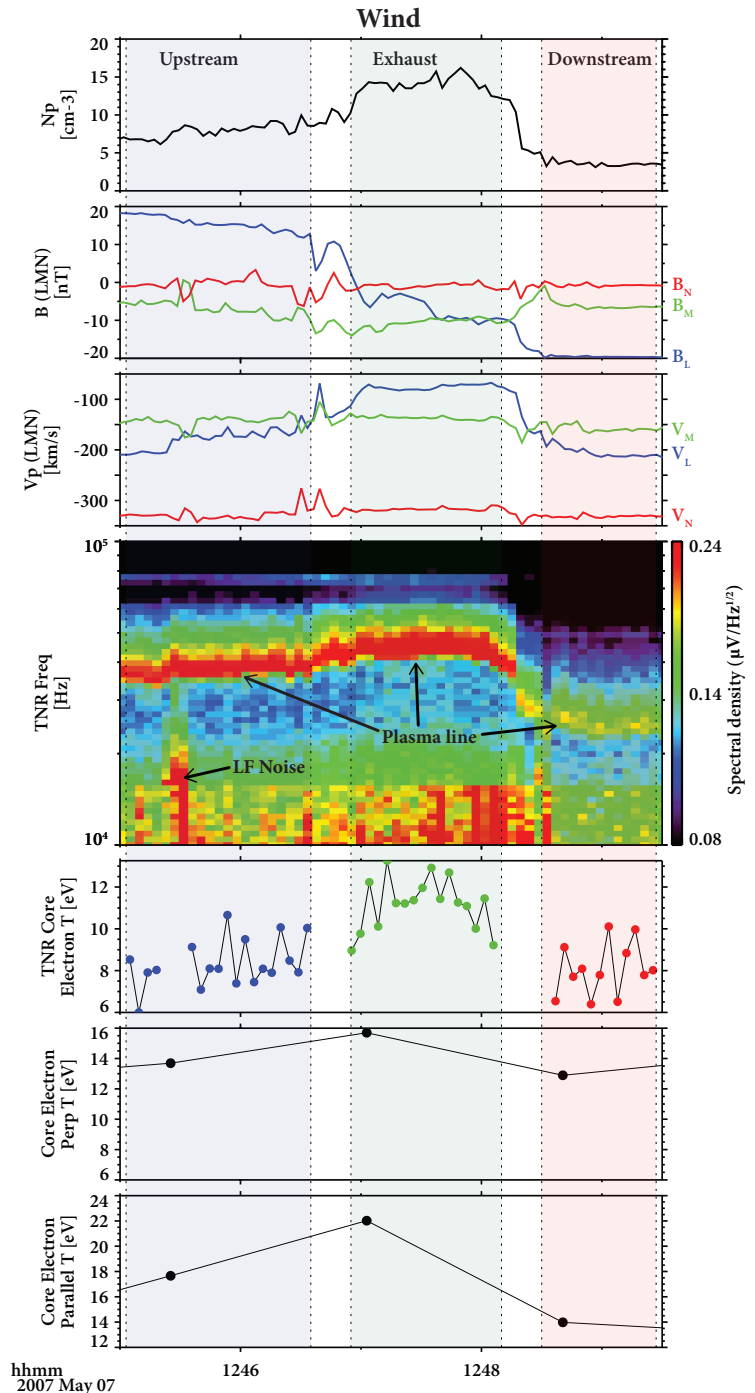 Wind
Upstream
Exhaust
Downstream
20
15
10
5
0
Np
[cm-3]
20
10
0
-10
-20
B (LMN)
[nT]
B_N
B_M
B_L
-100
-200
-300
Vp (LMN)
[km/s]
V_M
V_L
V_N
10⁵
10⁴
TNR Freq
[Hz]
Plasma line
LF Noise
0.24
0.14
0.08
Spectral density (µV/Hz^{1/2})
12
10
8
6
TNR Core
Electron T [eV]
16
14
12
10
8
6
Core Electron
Perp T [eV]
24
22
20
18
16
14
12
Core Electron
Parallel T [eV]
1246
1248
hhmm
2007 May 07